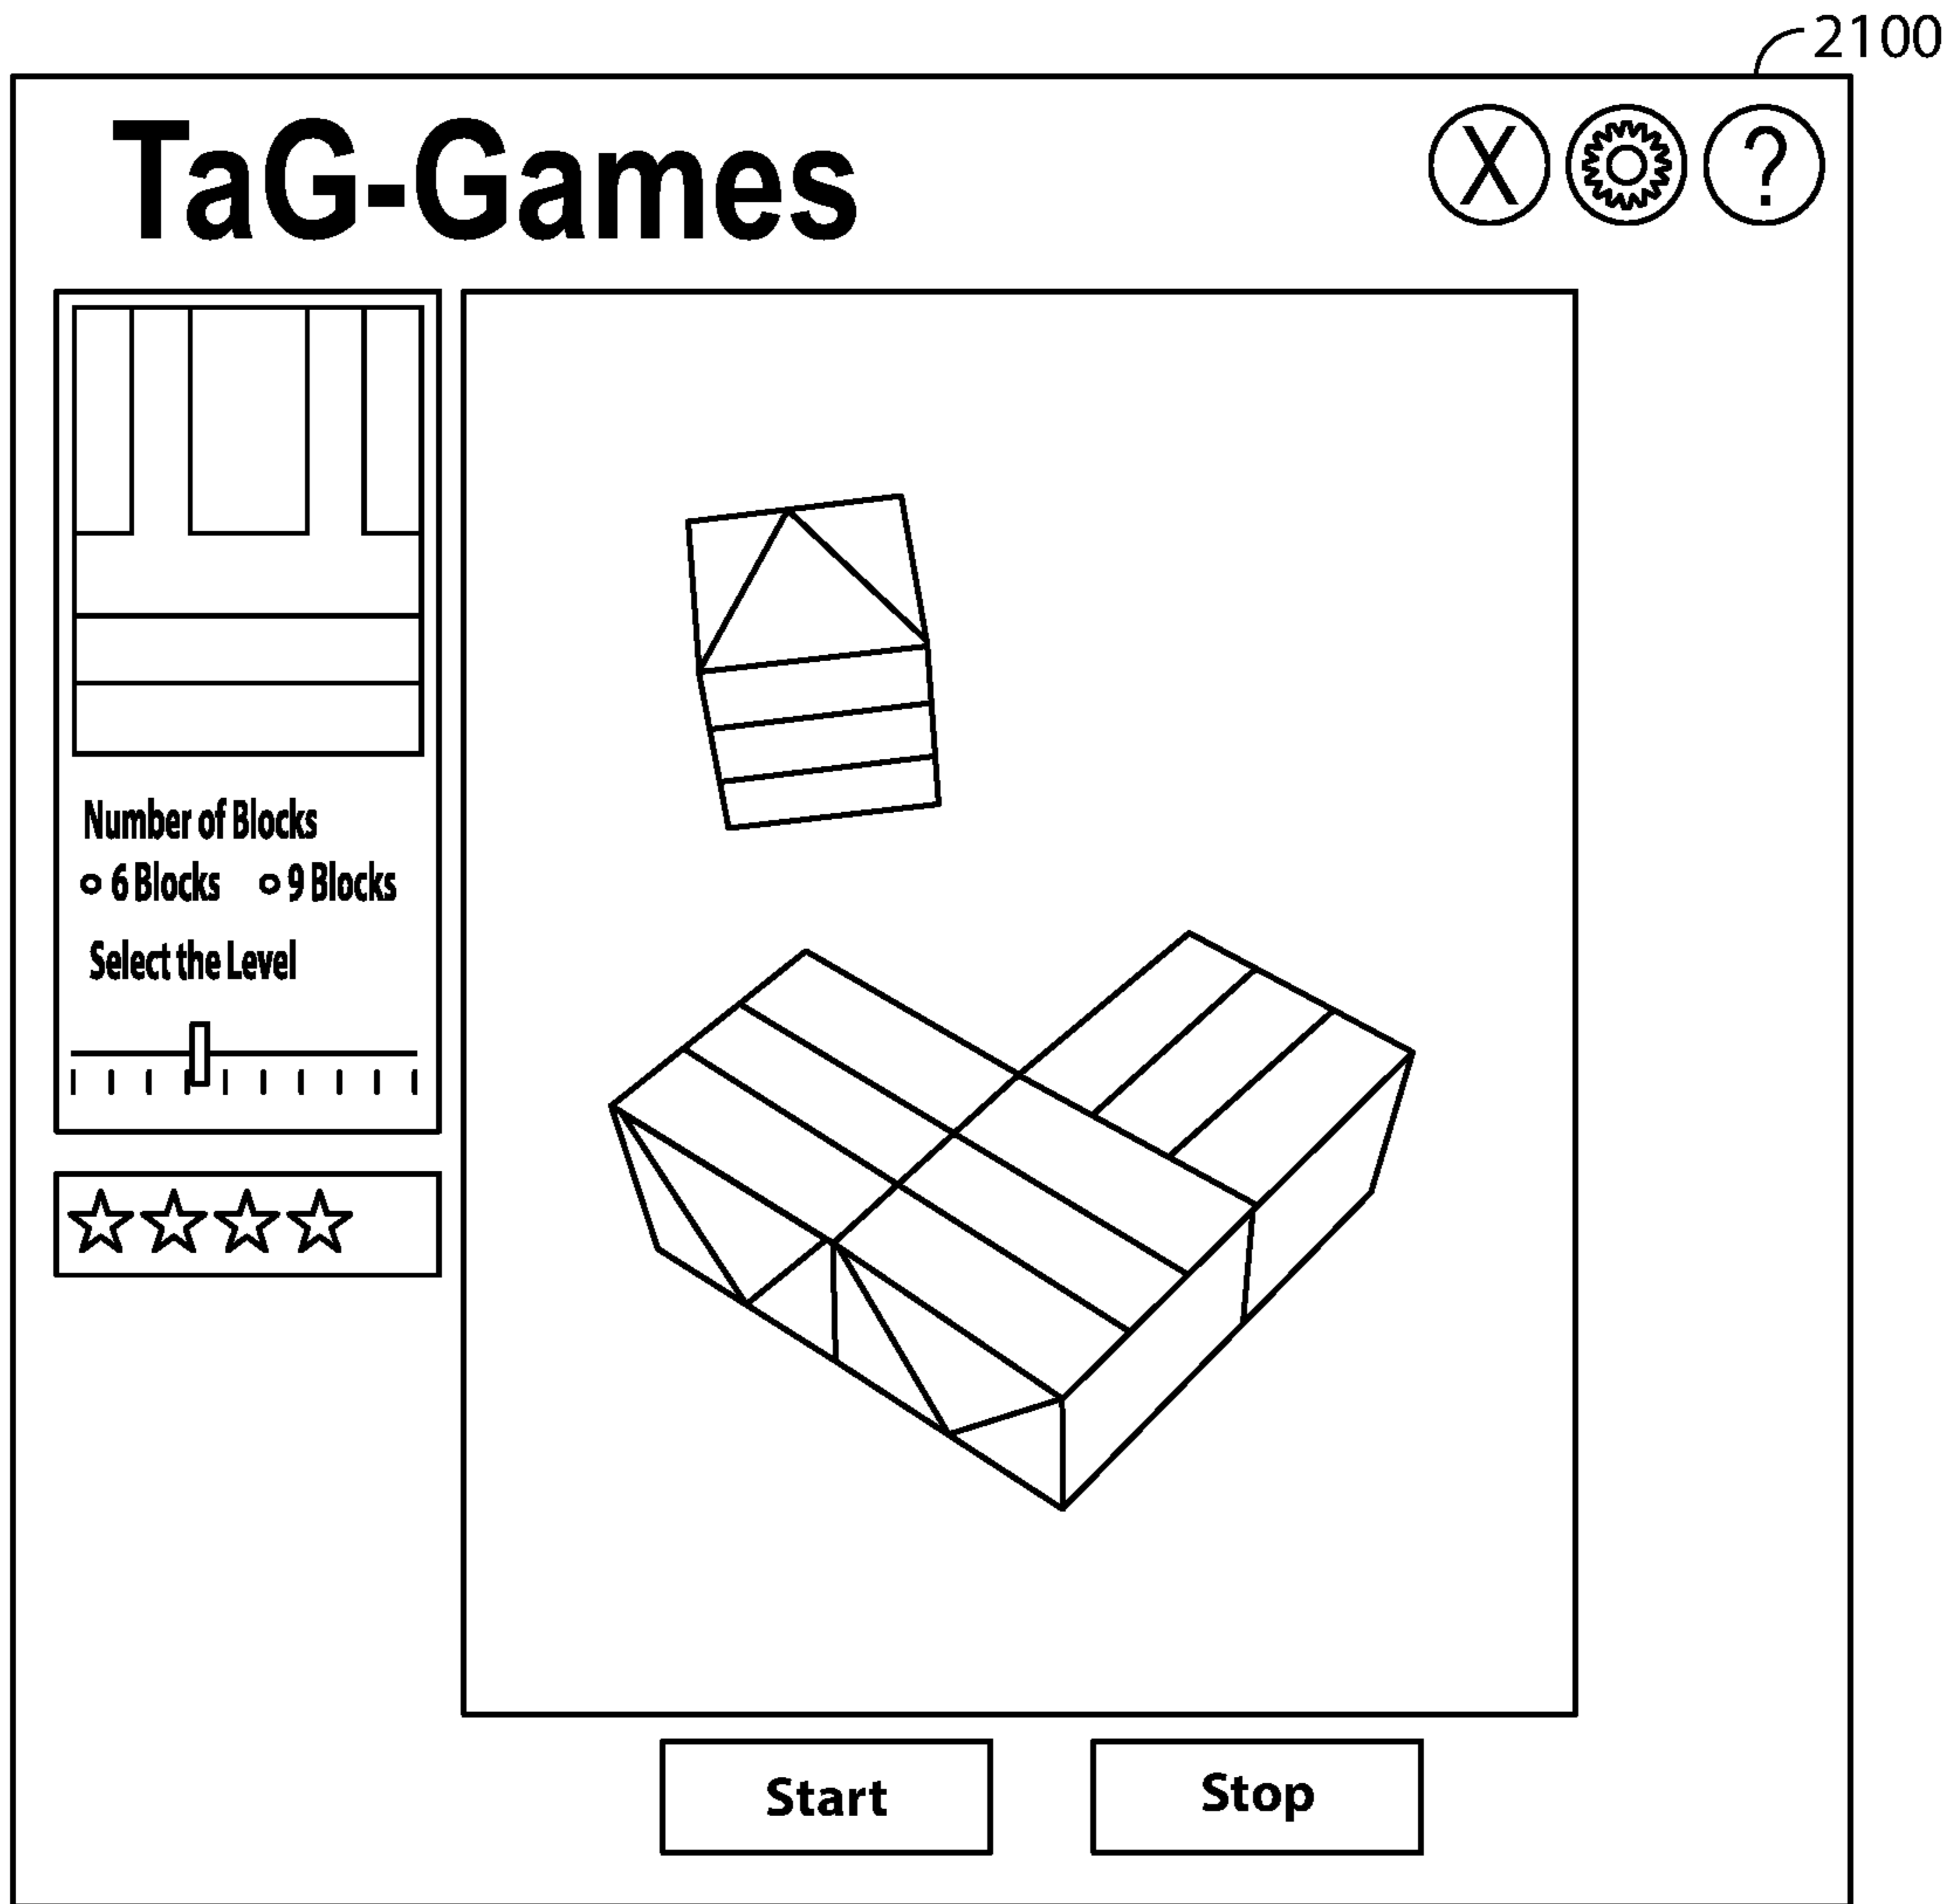 2100
TaG-Games
X ?
Number of Blocks
6 Blocks 9 Blocks
Select the Level
Start Stop